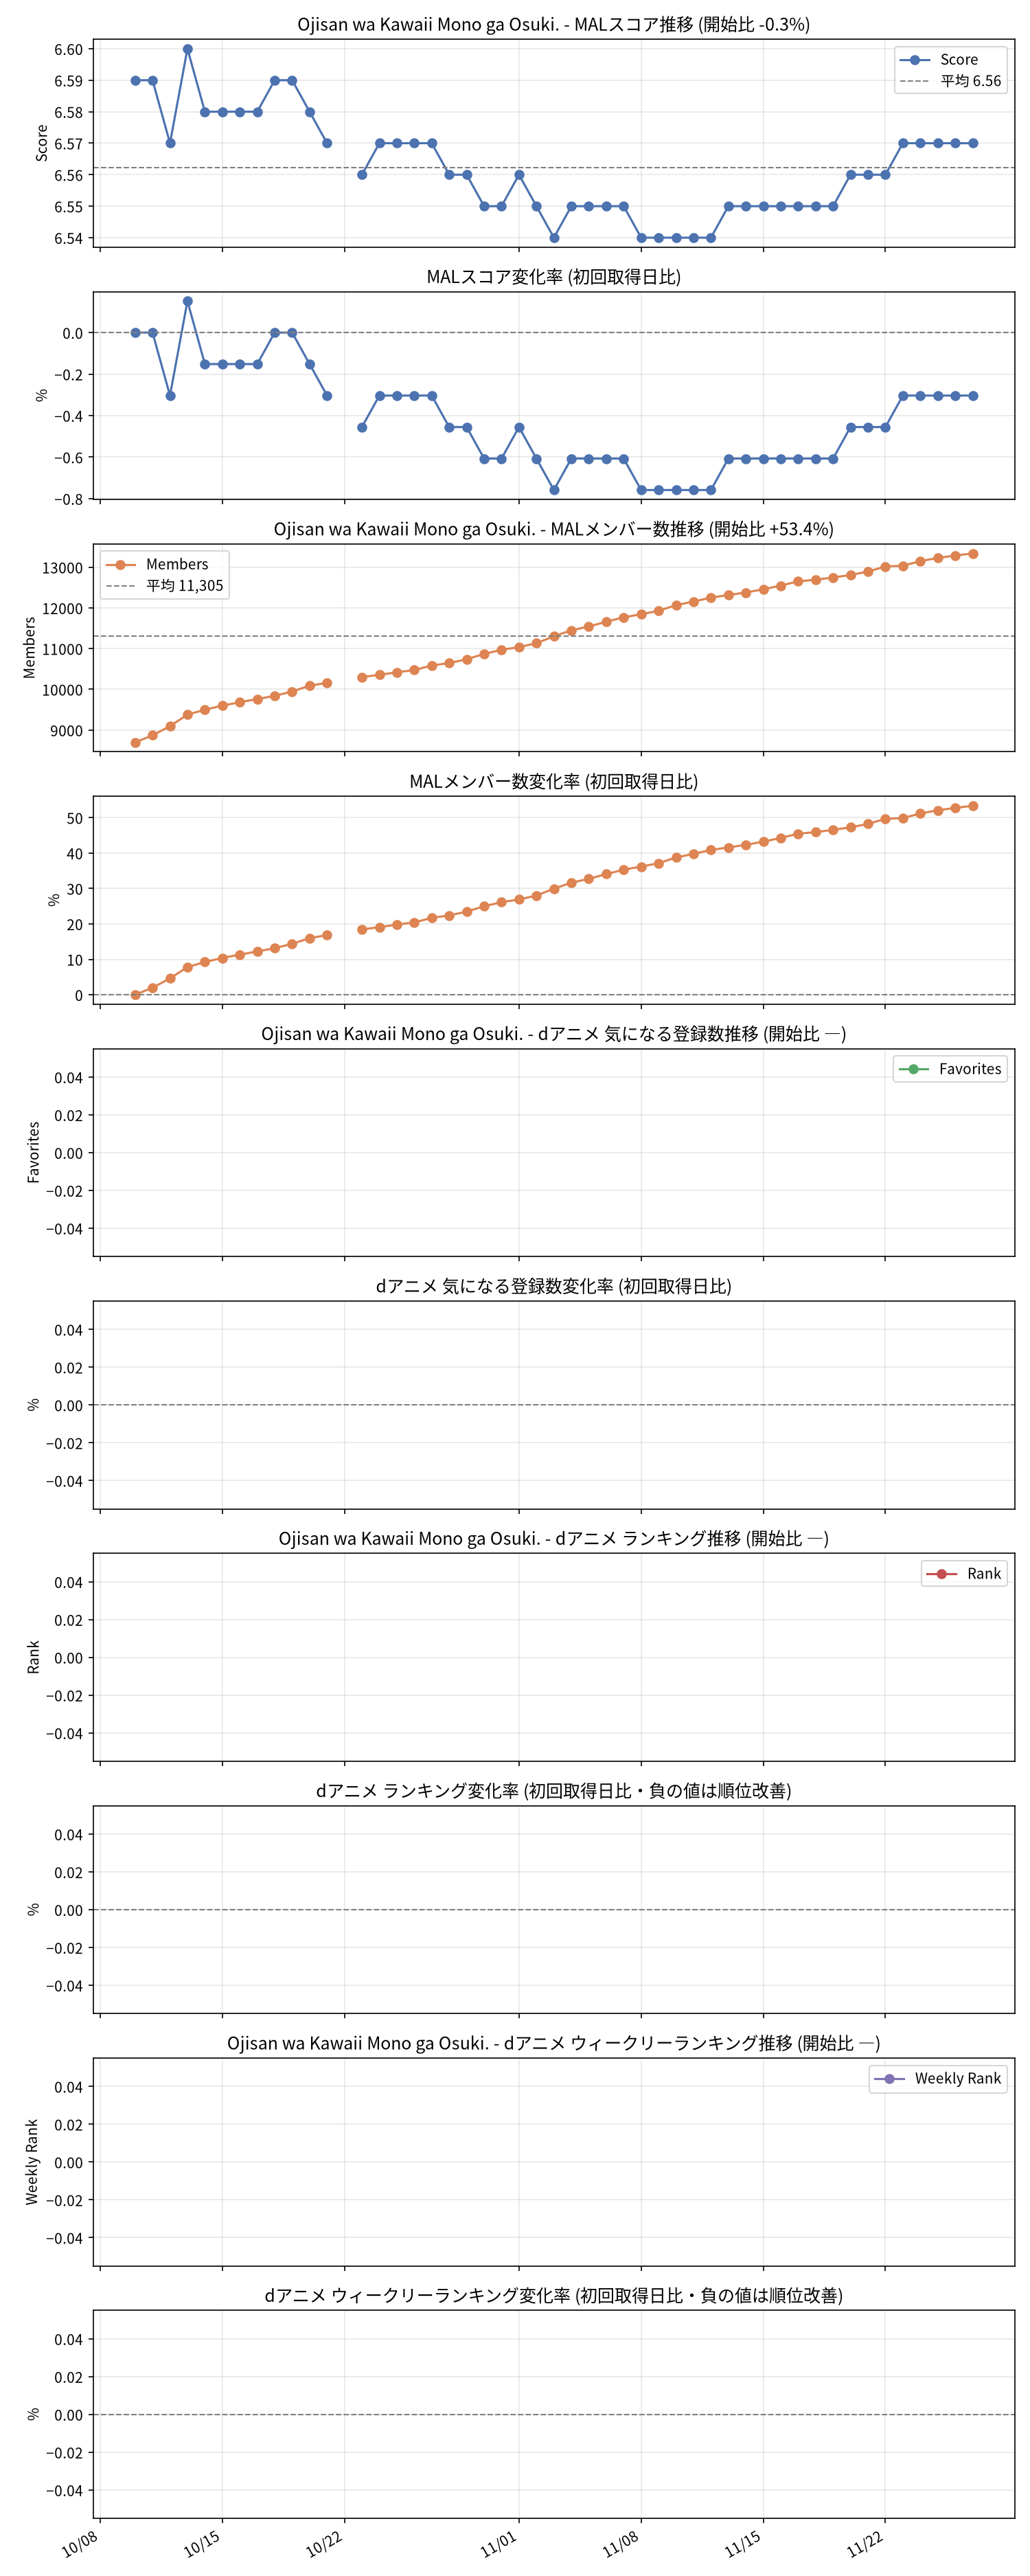 Ojisan wa Kawaii Mono ga Osuki. - MALスコア推移 (開始比 -0.3%)
Score
6.60
6.59
6.58
6.57
6.56
6.55
6.54
Score
平均 6.56
MALスコア変化率 (初回取得日比)
%
0.0
−0.2
−0.4
−0.6
−0.8
Ojisan wa Kawaii Mono ga Osuki. - MALメンバー数推移 (開始比 +53.4%)
Members
13000
12000
11000
10000
9000
Members
平均 11,305
MALメンバー数変化率 (初回取得日比)
%
50
40
30
20
10
0
Ojisan wa Kawaii Mono ga Osuki. - dアニメ 気になる登録数推移 (開始比 —)
Favorites
0.04
0.02
0.00
−0.02
−0.04
Favorites
dアニメ 気になる登録数変化率 (初回取得日比)
%
0.04
0.02
0.00
−0.02
−0.04
Ojisan wa Kawaii Mono ga Osuki. - dアニメ ランキング推移 (開始比 —)
Rank
0.04
0.02
0.00
−0.02
−0.04
Rank
dアニメ ランキング変化率 (初回取得日比・負の値は順位改善)
%
0.04
0.02
0.00
−0.02
−0.04
Ojisan wa Kawaii Mono ga Osuki. - dアニメ ウィークリーランキング推移 (開始比 —)
Weekly Rank
0.04
0.02
0.00
−0.02
−0.04
Weekly Rank
dアニメ ウィークリーランキング変化率 (初回取得日比・負の値は順位改善)
%
0.04
0.02
0.00
−0.02
−0.04
10/08
10/15
10/22
11/01
11/08
11/15
11/22